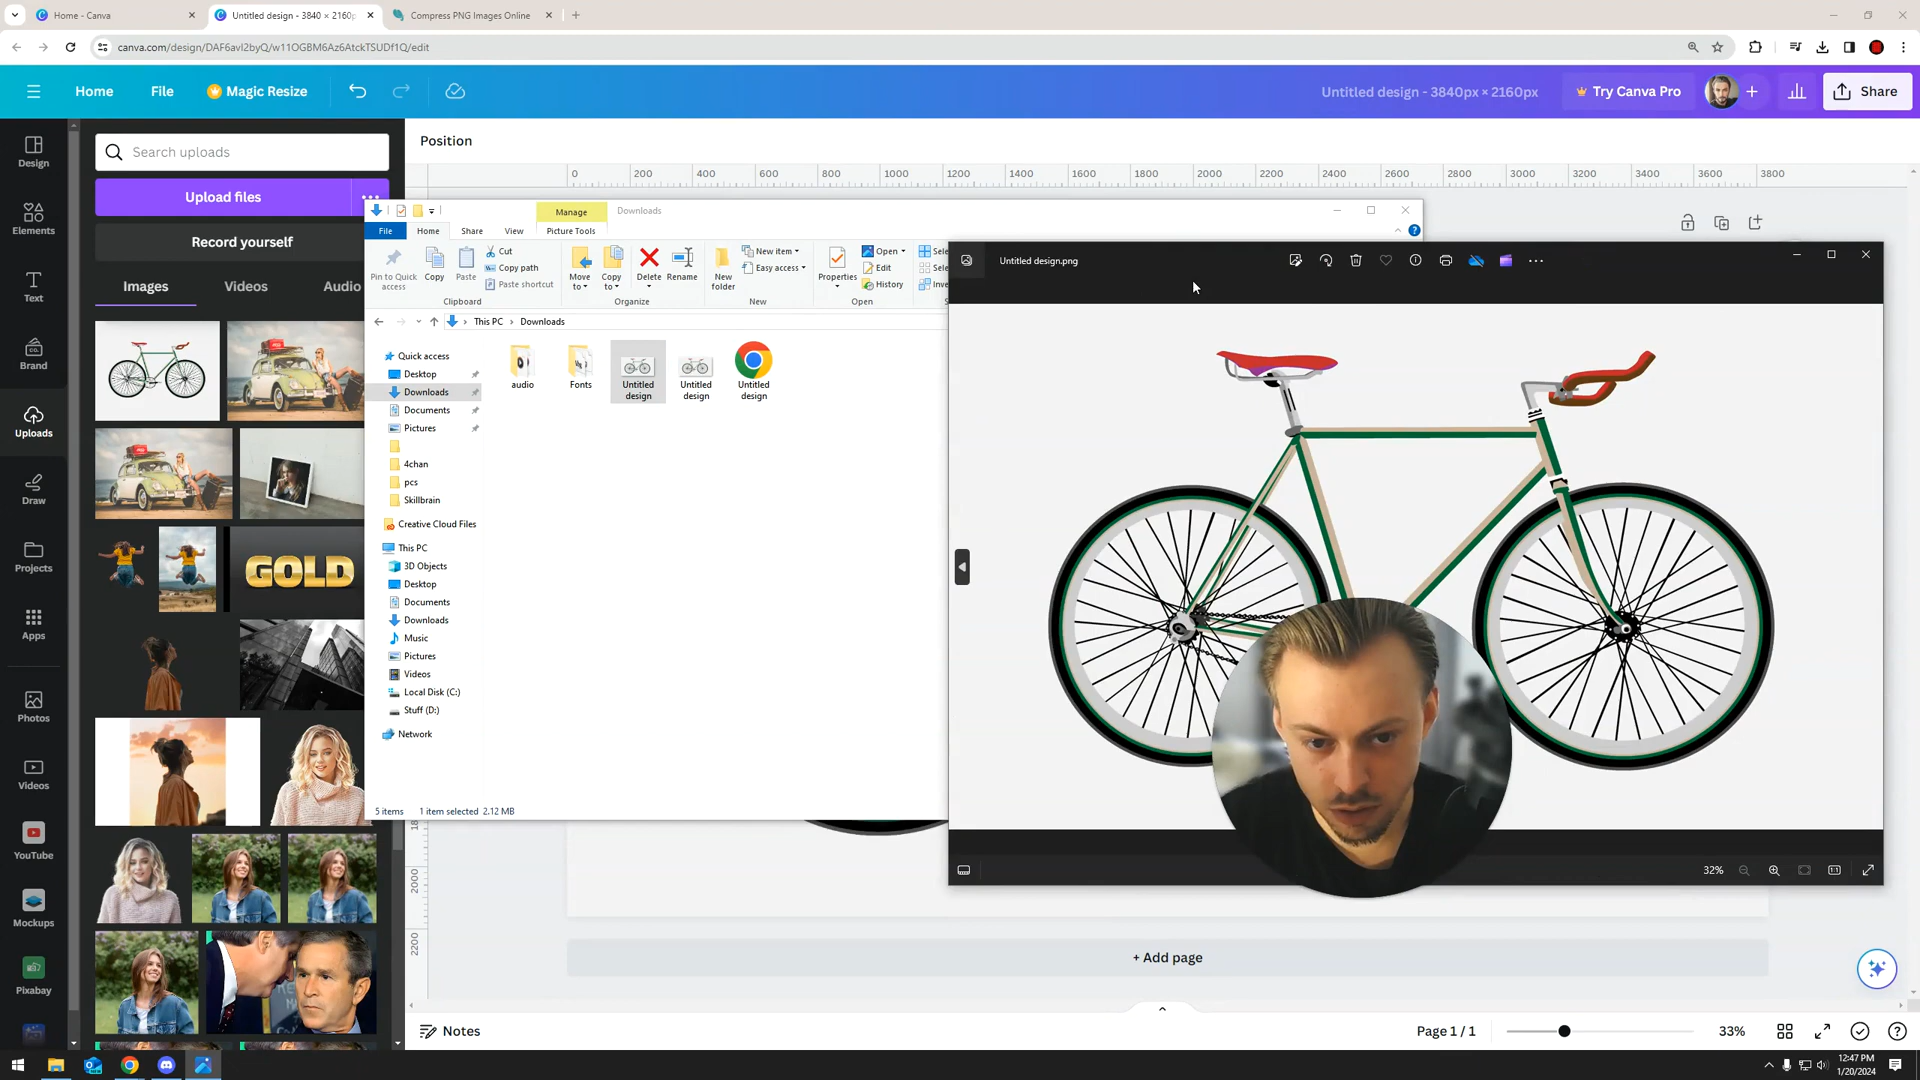 Home - Canva
Untitled design - 3840 × 2160p
Compress PNG Images Online
canva.com/design/DAF6avI2byQ/w11OGBM6Az6AtckTSUDf1Q/edit
Home
File
Magic Resize
Untitled design - 3840px × 2160px
Try Canva Pro
Share
Design
Elements
Text
Brand
Uploads
Draw
Projects
Apps
Photos
Videos
YouTube
Mockups
Pixabay
Search uploads
Upload files
Record yourself
Images
Videos
Audio
GOLD
Position
0 200 400 600 800 1000 1200 1400 1600 1800 2000 2200 2400 2600 2800 3000 3200 3400 3600 3800
Manage
Downloads
File
Home
Share
View
Picture Tools
Pin to Quick access
Copy
Paste
Cut
Copy path
Paste shortcut
Clipboard
Move to
Copy to
Delete
Rename
Organize
New folder
New item
Easy access
New
Properties
Open
Edit
History
Open
This PC
Downloads
Quick access
Desktop
Downloads
Documents
Pictures
4chan
pcs
Skillbrain
Creative Cloud Files
This PC
3D Objects
Desktop
Documents
Downloads
Music
Pictures
Videos
Local Disk (C:)
Stuff (D:)
Network
audio
Fonts
Untitled design
Untitled design
Untitled design
5 items
1 item selected 2.12 MB
Untitled design.png
32%
2000
2200
+ Add page
Notes
Page 1 / 1
33%
12:47 PM
1/20/2024